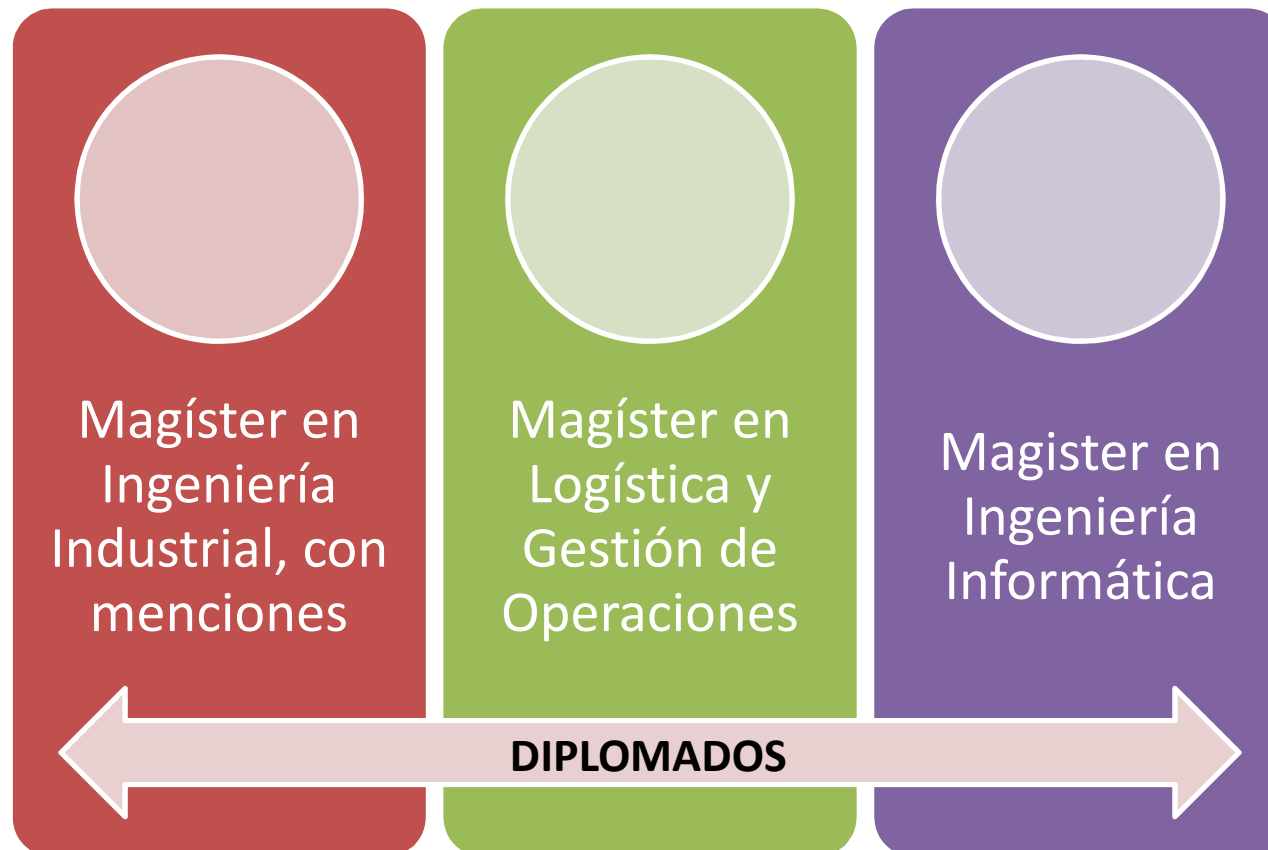 Magíster en
Ingeniería
Industrial, con
menciones
Magíster en
Logística y
Gestión de
Operaciones
Magister en
Ingeniería
Informática
DIPLOMADOS